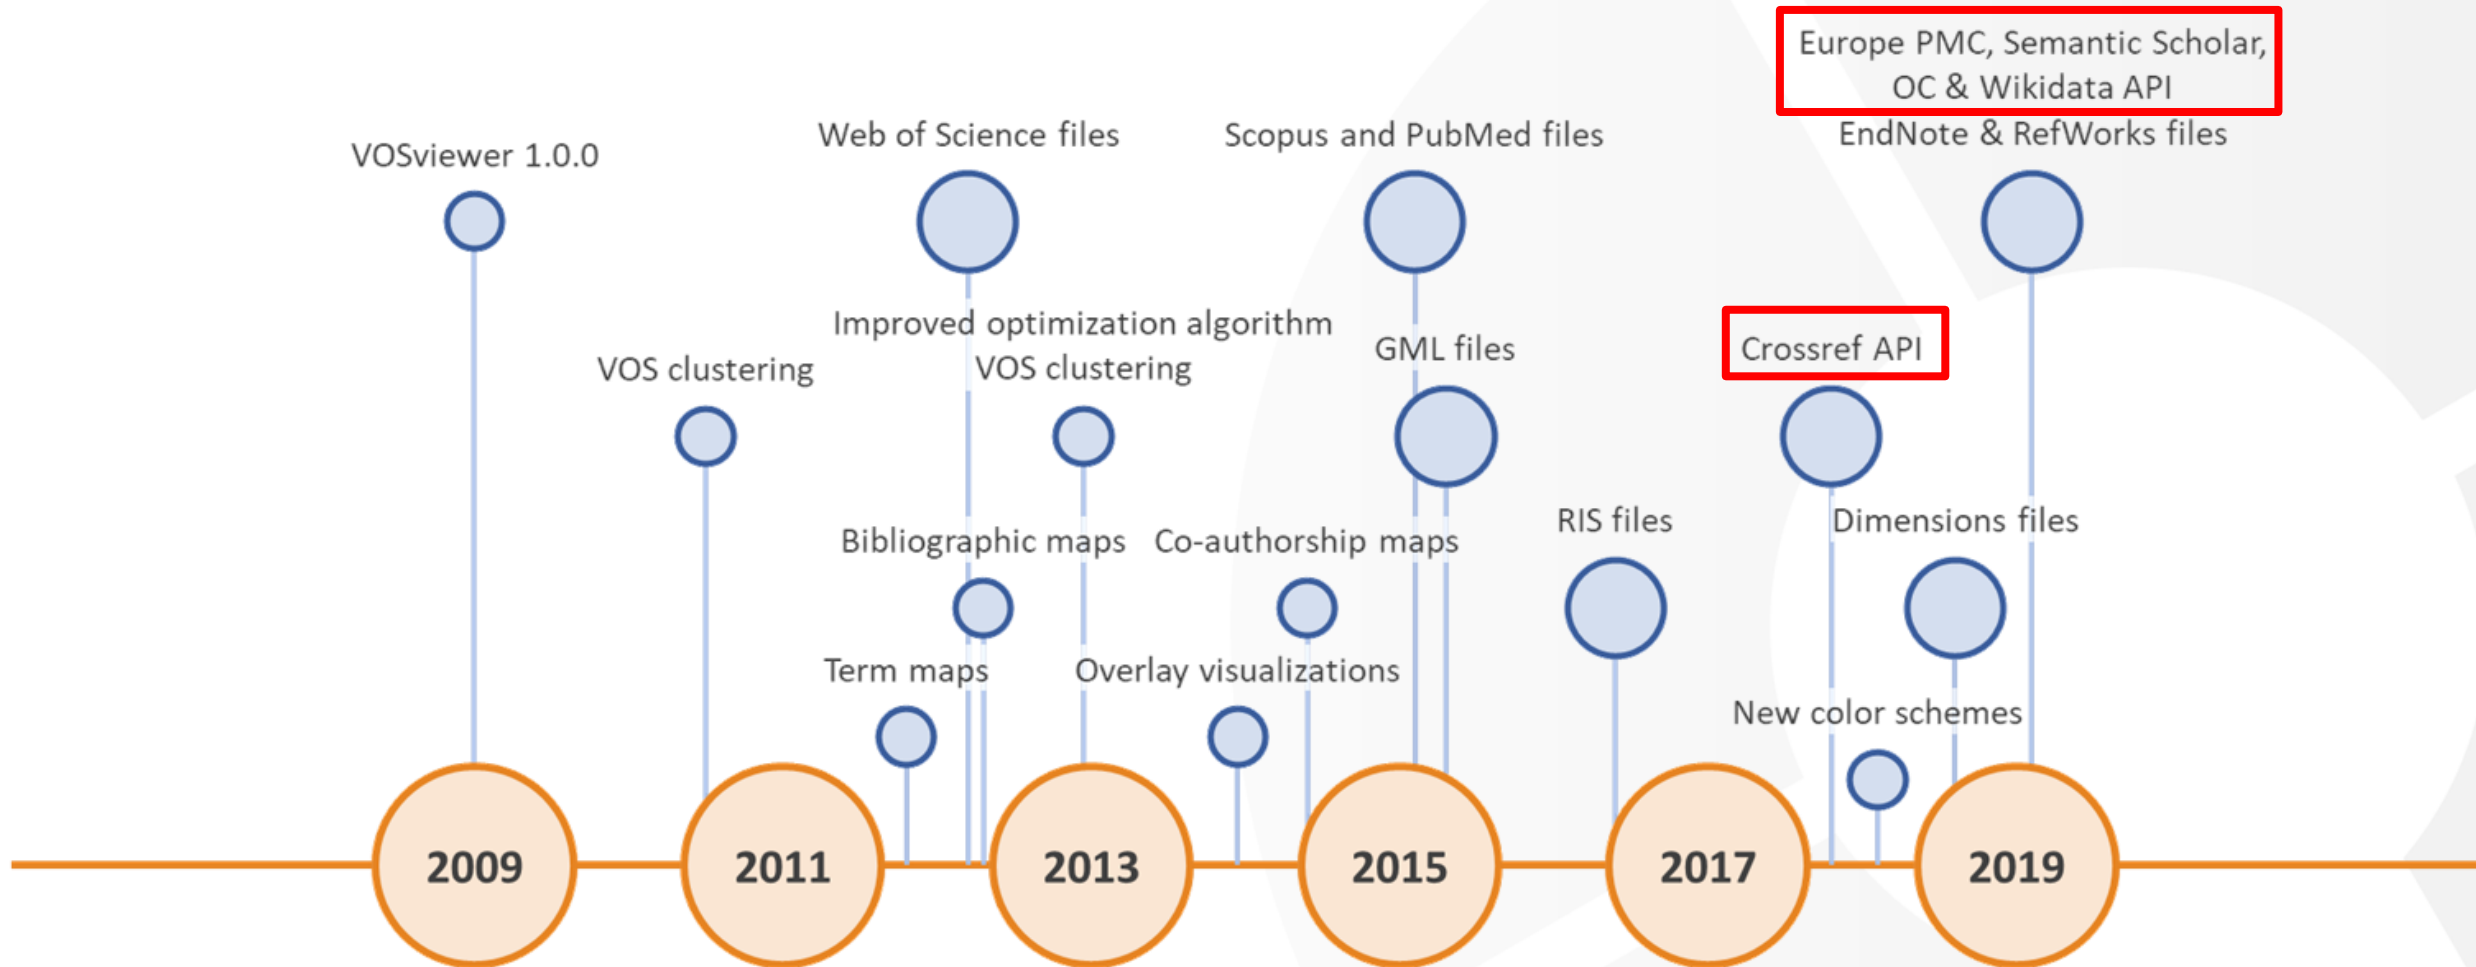 Europe PMC, Semantic Scholar,
OC & Wikidata API
EndNote & RefWorks files
Web of Science files
Scopus and PubMed files
VOSviewer 1.0.0
Improved optimization algorithm
VOS clustering
GML files
Crossref API
VOS clustering
RIS files
Dimensions files
Bibliographic maps
Co-authorship maps
Term maps
Overlay visualizations
New color schemes
2009
2011
2013
2015
2017
2019